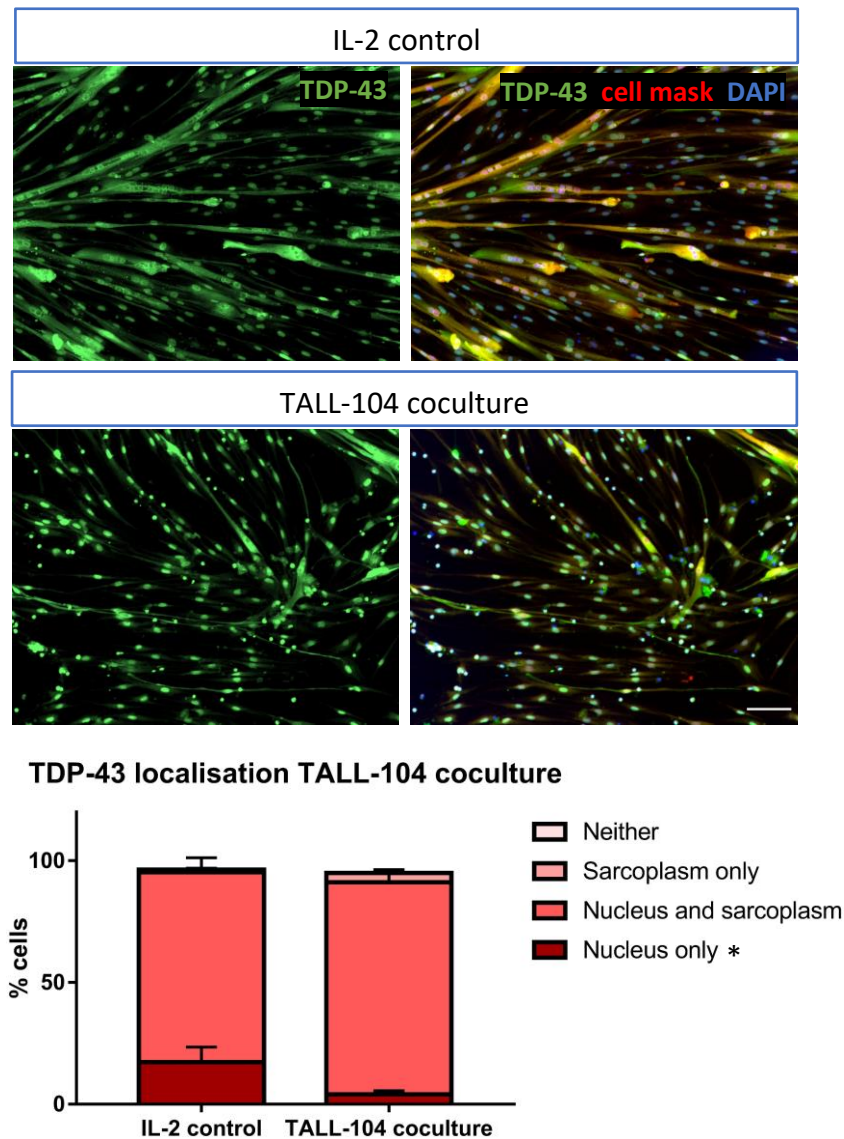 IL-2 control
TDP-43
TDP-43 cell mask DAPI
TALL-104 coculture
TDP-43 localisation TALL-104 coculture
% cells
100
50
0
IL-2 control
TALL-104 coculture
Neither
Sarcoplasm only
Nucleus and sarcoplasm
Nucleus only *